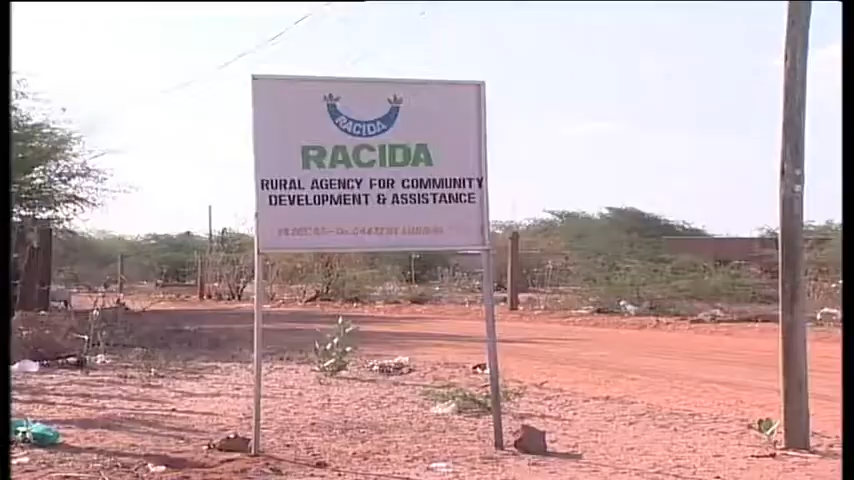 RACIDA
RACIDA
RURAL AGENCY FOR COMMUNITY
DEVELOPMENT & ASSISTANCE